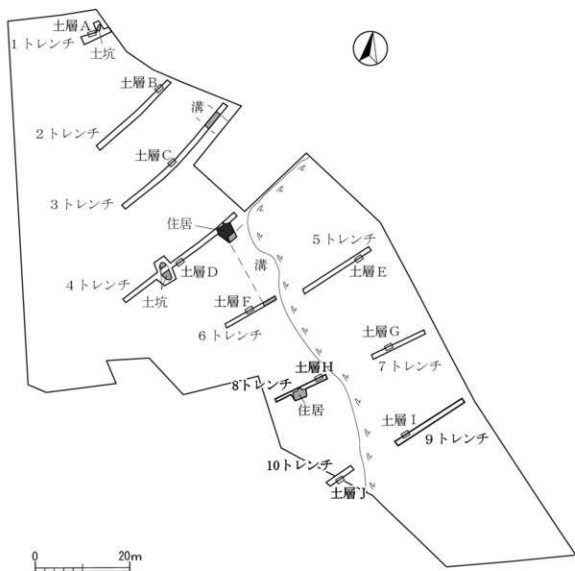 土層A
1トレンチ
土坑
土層B
2トレンチ
溝
土層C
3トレンチ
住居
溝
5トレンチ
土層E
土層D
4トレンチ
土坑
土層F
6トレンチ
土層G
7トレンチ
土層H
8トレンチ
住居
土層I
9トレンチ
10トレンチ
土層J
0 20m